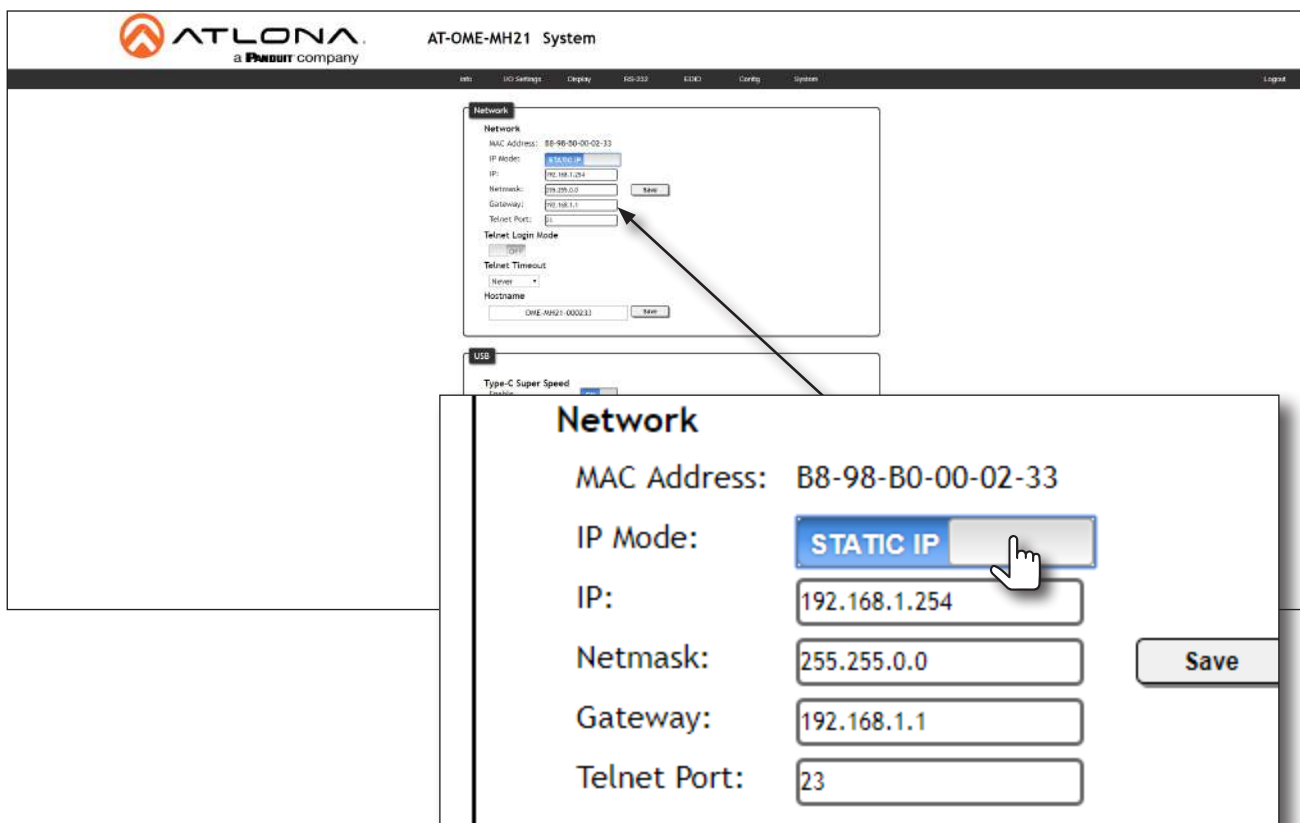 ATLONA.
a PANDUIT company
AT-OME-MH21 System
Info I/O Settings Display RS-232 EDID Config System Logout
Network
Network
MAC Address: B8-98-B0-00-02-33
IP Mode: STATIC IP
IP: 192.168.1.254
Netmask: 255.255.0.0 Save
Gateway: 192.168.1.1
Telnet Port: 23
Telnet Login Mode
OFF
Telnet Timeout
Never
Hostname
OME-MH21-000233 Save
USB
Type-C Super Speed
Network
MAC Address: B8-98-B0-00-02-33
IP Mode: STATIC IP
IP: 192.168.1.254
Netmask: 255.255.0.0 Save
Gateway: 192.168.1.1
Telnet Port: 23